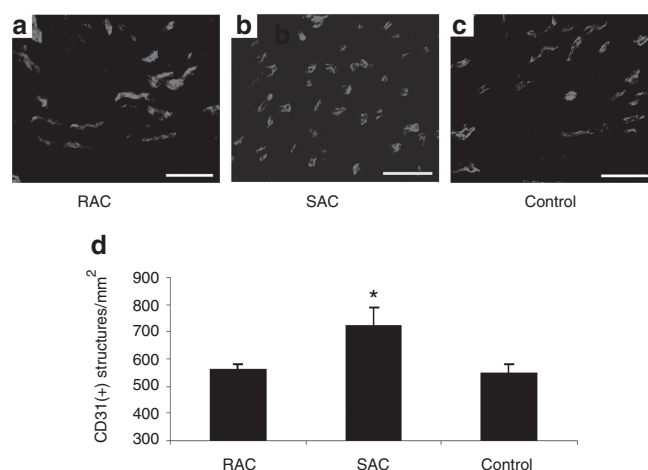 a
b
b
c
RAC
SAC
Control
d
CD31(+) structures/mm²
900
800
700
600
500
400
300
*
RAC
SAC
Control